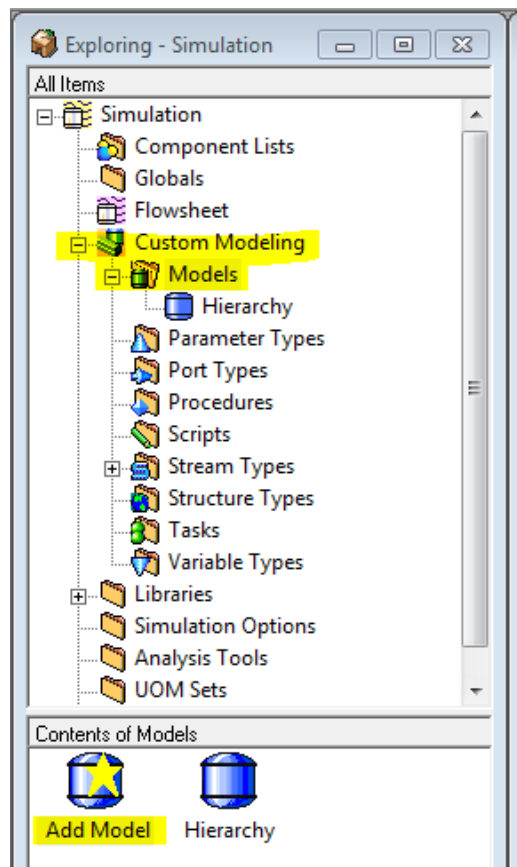 Exploring - Simulation
All Items
Simulation
Component Lists
Globals
Flowsheet
Custom Modeling
Models
Hierarchy
Parameter Types
Port Types
Procedures
Scripts
Stream Types
Structure Types
Tasks
Variable Types
Libraries
Simulation Options
Analysis Tools
UOM Sets
Contents of Models
Add Model Hierarchy